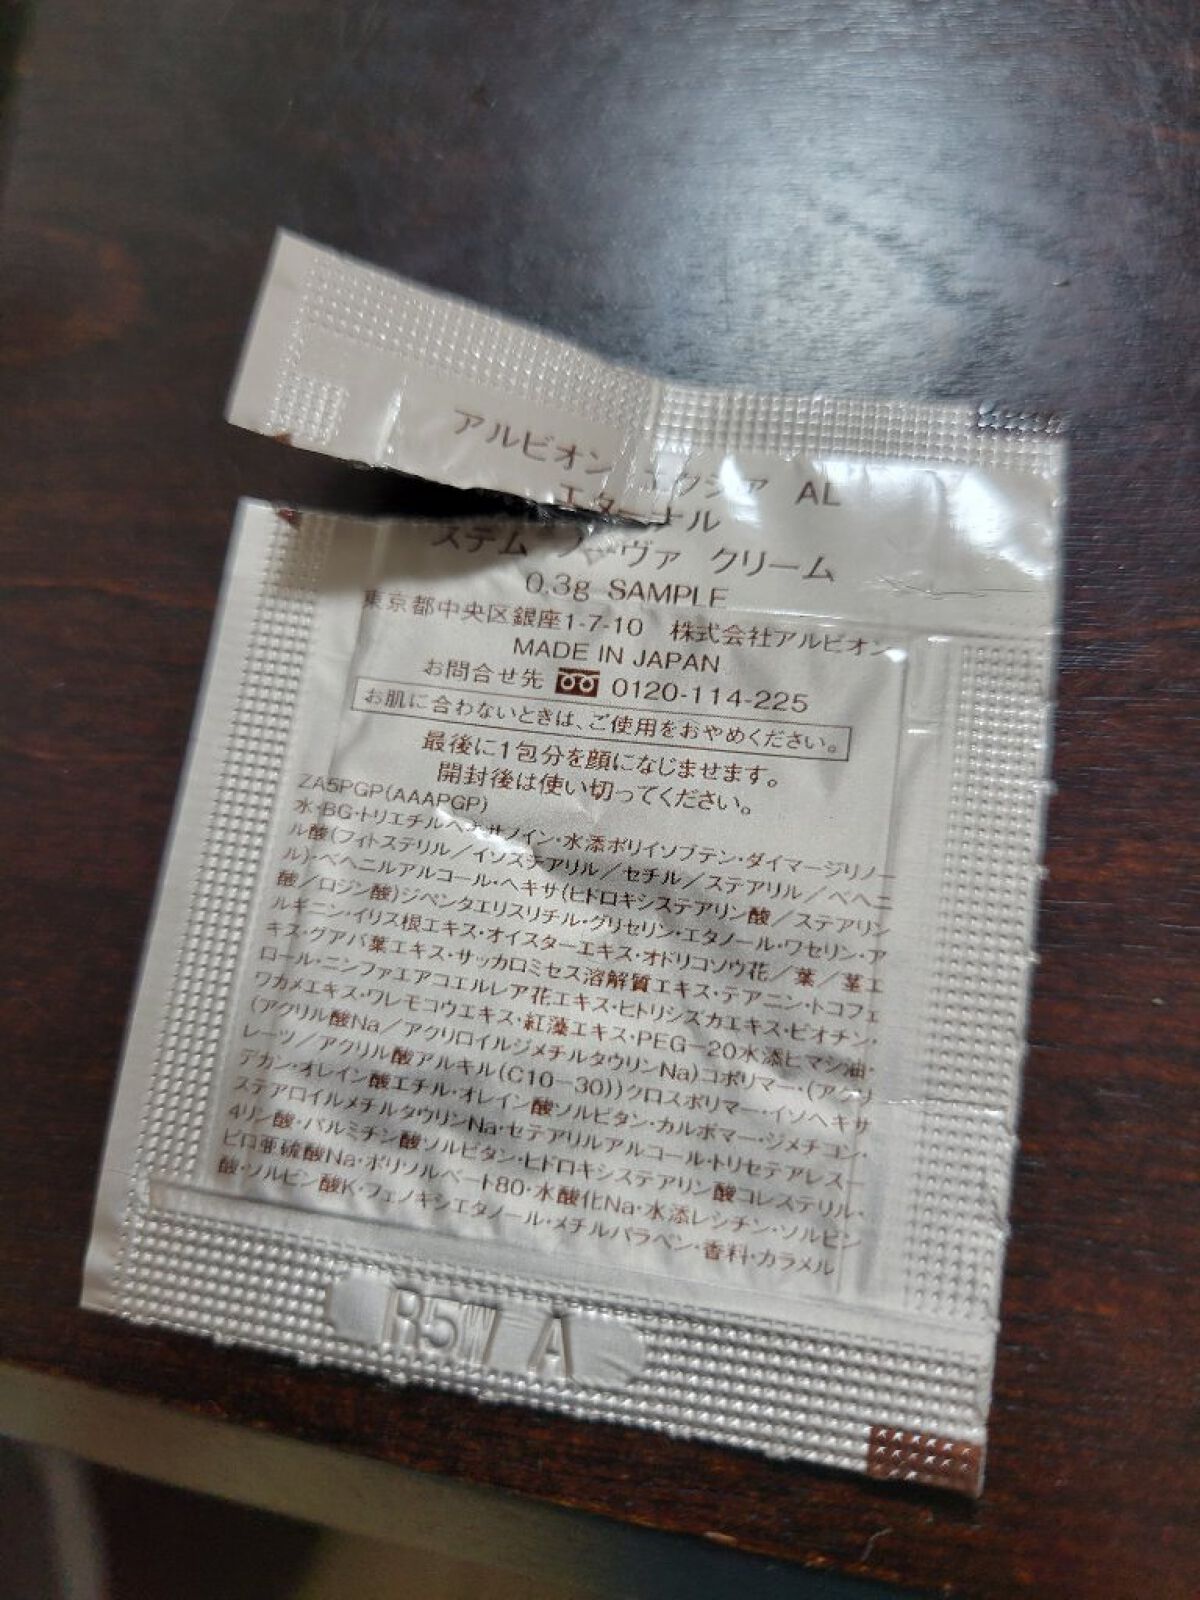 アルビオン エクシア AL
エターナル
ステム ヌーヴァ クリーム
0.3g SAMPLE
東京都中央区銀座1-7-10 株式会社アルビオン
MADE IN JAPAN
お問合せ先 0120-114-225
お肌に合わないときは、ご使用をおやめください。
最後に1包分を顔になじませます。
開封後は使い切ってください。
ZA5PGP(AAAPGP)
水・BG・トリエチルヘキサノイン・水添ポリイソブテン・ダイマージリノー
ル酸(フィトステリル/イソステアリル/セチル/ステアリル/ベヘニ
ル)・ベヘニルアルコール・ヘキサ(ヒドロキシステアリン酸/ステアリン
酸/ロジン酸)ジペンタエリスリチル・グリセリン・エタノール・ワセリン・ア
ルギニン・イリス根エキス・オイスターエキス・オドリコソウ花/葉/茎エ
キス・グアバ葉エキス・サッカロミセス溶解質エキス・テアニン・トコフェ
ロール・ニンファエアコエルレア花エキス・ヒトリシズカエキス・ビオチン・
ワカメエキス・ワレモコウエキス・紅藻エキス・PEG-20水添ヒマシ油・
(アクリル酸Na/アクリロイルジメチルタウリンNa)コポリマー・(アクリ
レーツ/アクリル酸アルキル(C10-30))クロスポリマー・イソヘキサ
デカン・オレイン酸エチル・オレイン酸ソルビタン・カルボマー・ジメチコン・
ステアロイルメチルタウリンNa・セテアリルアルコール・トリセテアレス-
4リン酸・パルミチン酸ソルビタン・ヒドロキシステアリン酸コレステリル・
ピロ亜硫酸Na・ポリソルベート80・水酸化Na・水添レシチン・ソルビン
酸・ソルビン酸K・フェノキシエタノール・メチルパラベン・香料・カラメル
R5W A